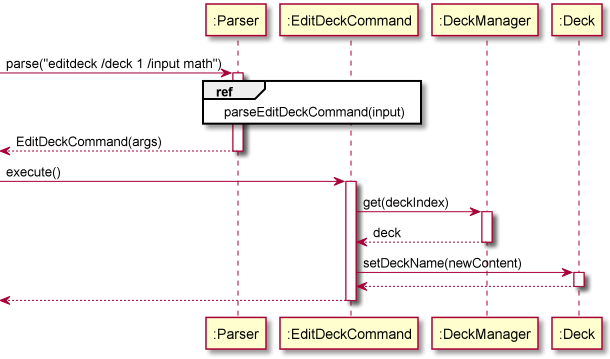 :Parser :EditDeckCommand :DeckManager :Deck
parse("editdeck /deck 1 /input math")
ref
parseEditDeckCommand(input)
EditDeckCommand(args)
execute()
get(deckIndex)
deck
setDeckName(newContent)
:Parser :EditDeckCommand :DeckManager :Deck